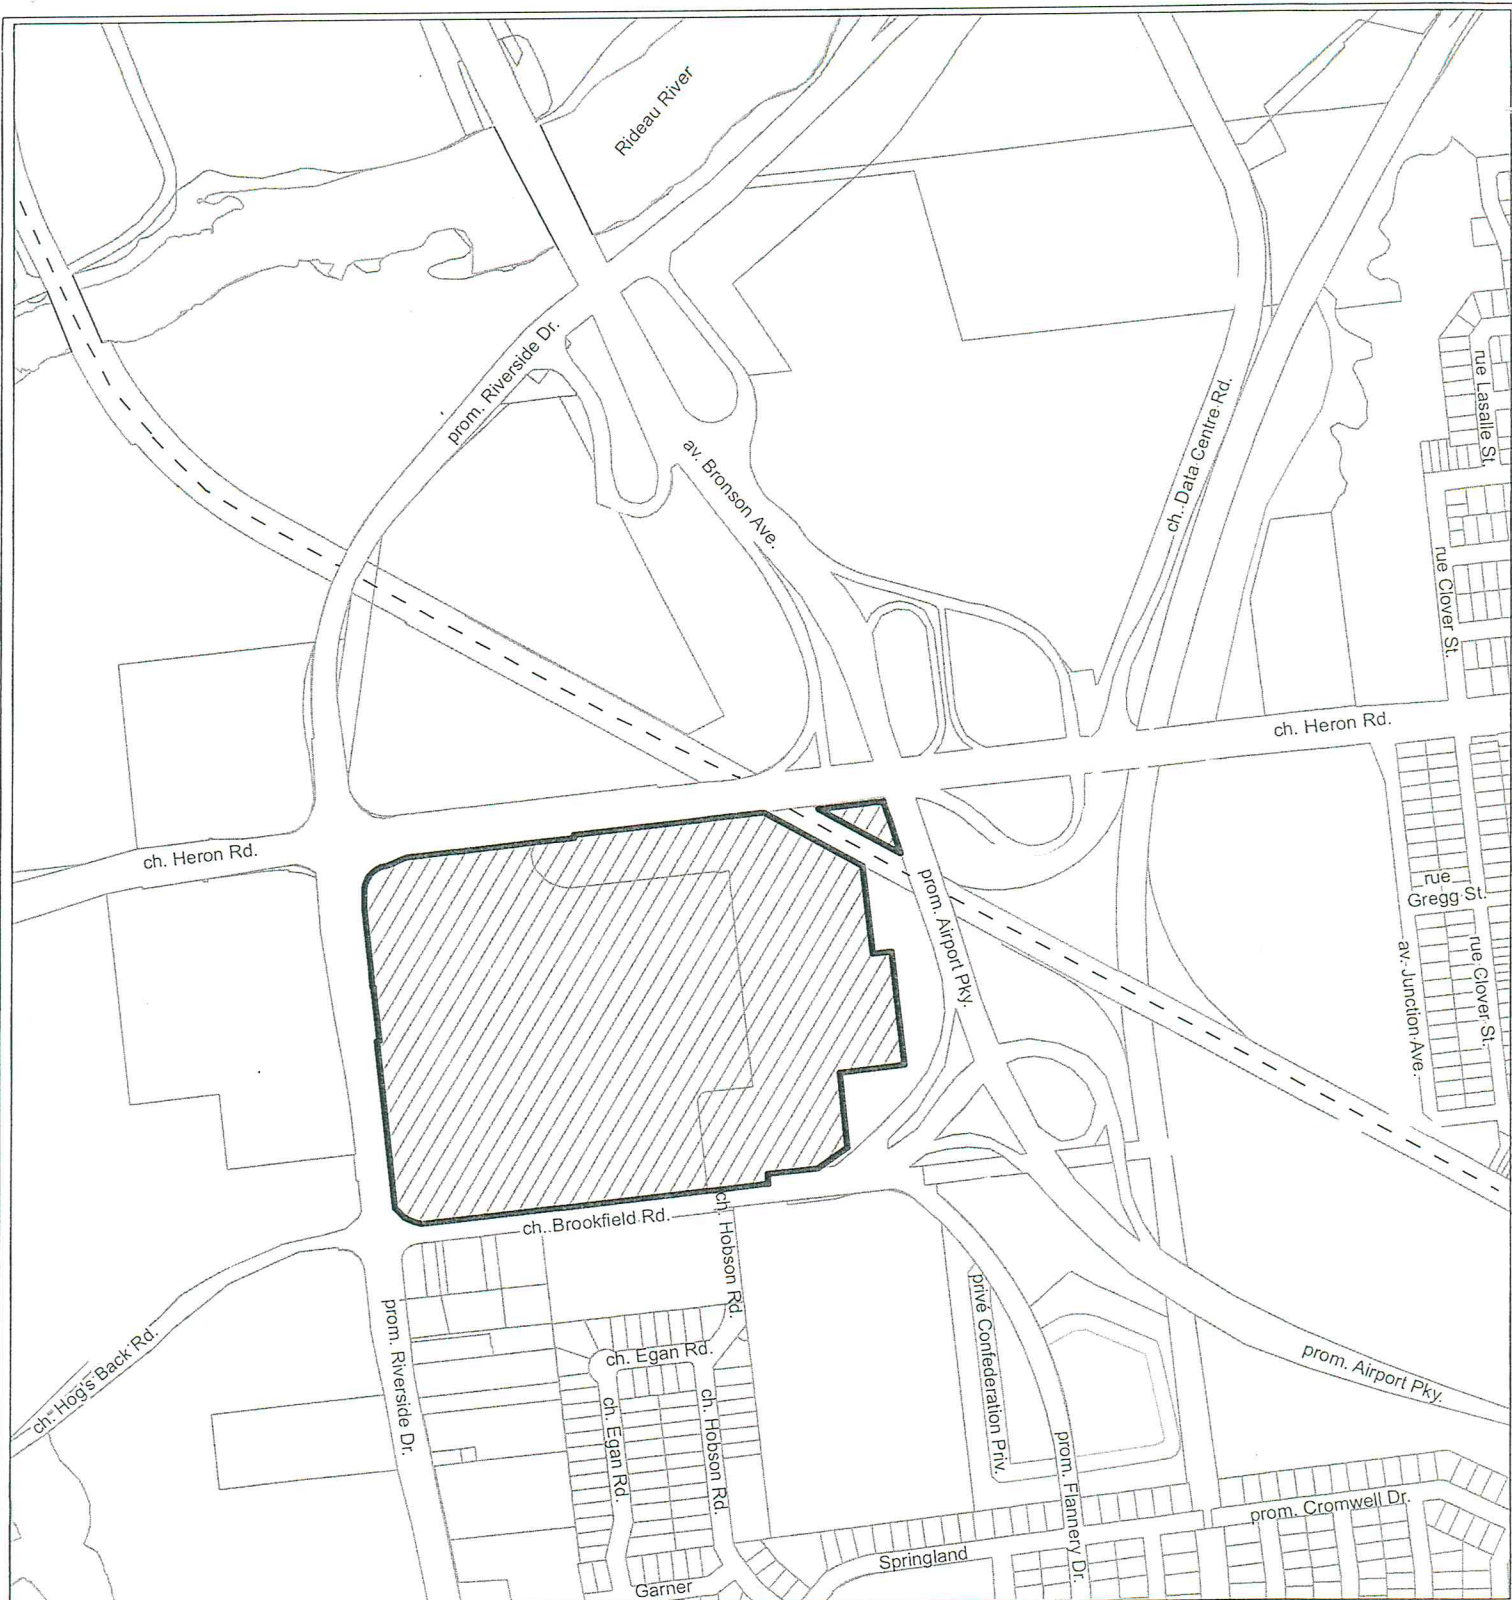 Rideau River
prom. Riverside Dr.
av. Bronson Ave.
ch. Data Centre Rd.
rue Lasalle St.
rue Clover St.
ch. Heron Rd.
ch. Heron Rd.
rue
Gregg St.
prom. Airport Pky.
av. Junction Ave.
rue Clover St.
ch. Brookfield Rd.
ch. Hobson Rd.
privé Confederation Priv.
prom. Riverside Dr.
ch. Hog's Back Rd.
ch. Egan Rd.
prom. Airport Pky.
ch. Egan Rd.
ch. Hobson Rd.
prom. Flannery Dr.
prom. Cromwell Dr.
Springland
Garner